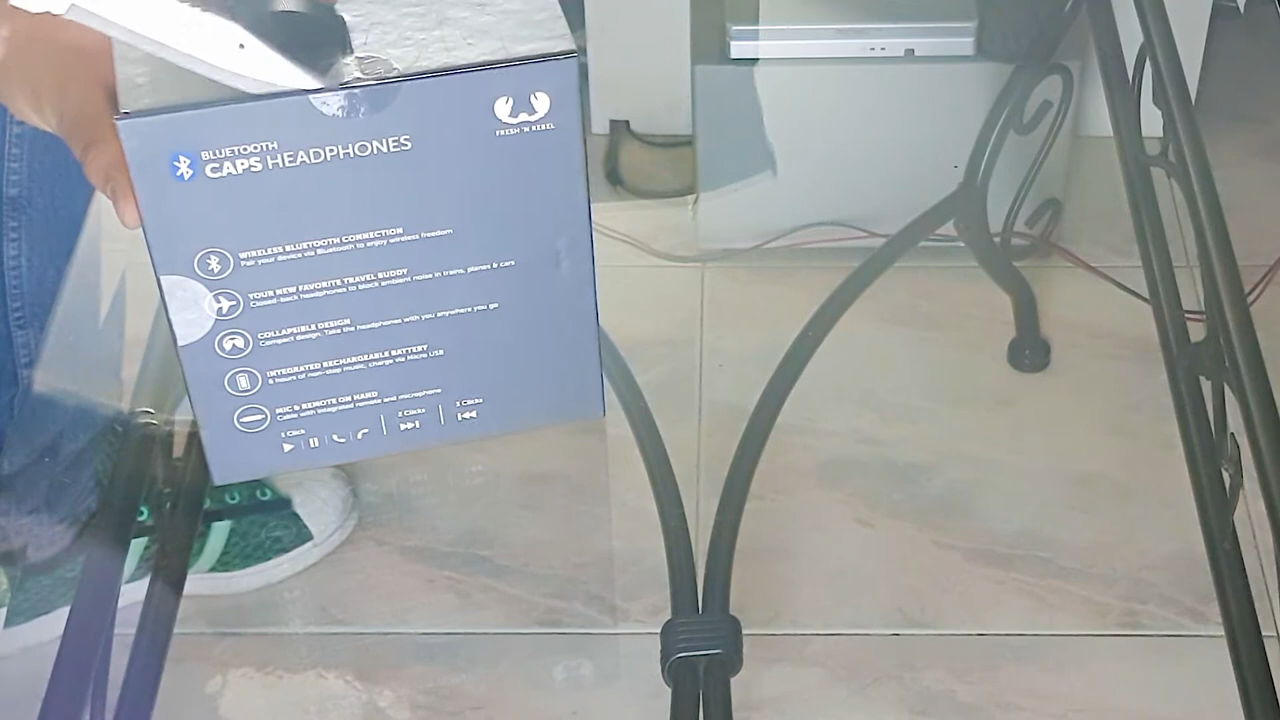 BLUETOOTH
CAPS HEADPHONES
FRESH 'N REBEL
WIRELESS BLUETOOTH CONNECTION
Pair your device via Bluetooth to enjoy wireless freedom
YOUR NEW FAVORITE TRAVEL BUDDY
Closed-back headphones to block ambient noise in trains, planes & cars
COLLAPSIBLE DESIGN
Compact design. Take the headphones with you anywhere you go
INTEGRATED RECHARGEABLE BATTERY
8 hours of non-stop music, charge via Micro USB
MIC & REMOTE ON HAND
Cable with integrated remote and microphone
1 Click
2 Clicks
3 Clicks